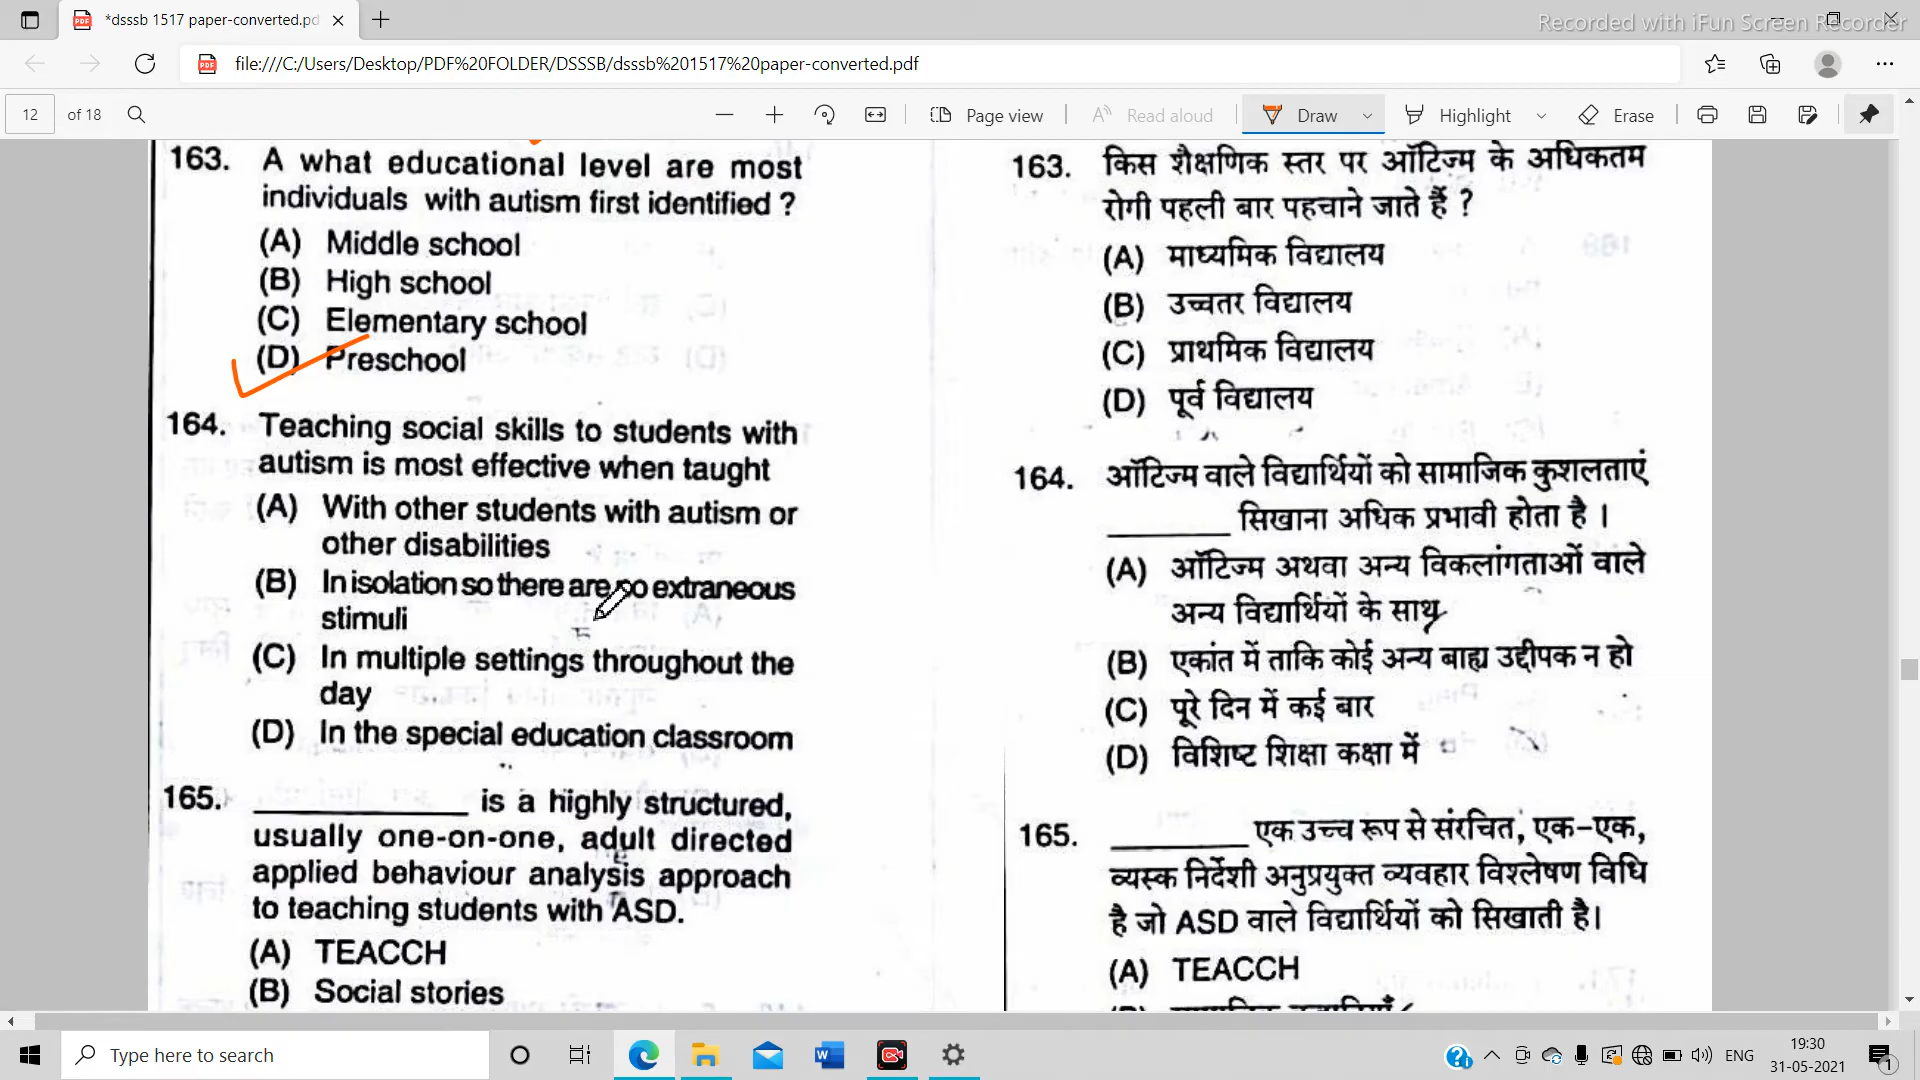 *dsssb 1517 paper-converted.pd
Recorded with iFun Screen Recorder
file:///C:/Users/Desktop/PDF%20FOLDER/DSSSB/dsssb%201517%20paper-converted.pdf
12 of 18
Page view
Read aloud
Draw
Highlight
Erase
163. A what educational level are most
individuals with autism first identified ?
(A) Middle school
(B) High school
(C) Elementary school
(D) Preschool
164. Teaching social skills to students with
autism is most effective when taught
(A) With other students with autism or
other disabilities
(B) In isolation so there are no extraneous
stimuli
(C) In multiple settings throughout the
day
(D) In the special education classroom
165. ____________ is a highly structured,
usually one-on-one, adult directed
applied behaviour analysis approach
to teaching students with ASD.
(A) TEACCH
(B) Social stories
163. किस शैक्षणिक स्तर पर ऑटिज्म के अधिकतम
रोगी पहली बार पहचाने जाते हैं ?
(A) माध्यमिक विद्यालय
(B) उच्चतर विद्यालय
(C) प्राथमिक विद्यालय
(D) पूर्व विद्यालय
164. ऑटिज्म वाले विद्यार्थियों को सामाजिक कुशलताएं
________ सिखाना अधिक प्रभावी होता है ।
(A) ऑटिज्म अथवा अन्य विकलांगताओं वाले
अन्य विद्यार्थियों के साथ
(B) एकांत में ताकि कोई अन्य बाह्य उद्दीपक न हो
(C) पूरे दिन में कई बार
(D) विशिष्ट शिक्षा कक्षा में
165. ________ एक उच्च रूप से संरचित, एक-एक,
व्यस्क निर्देशी अनुप्रयुक्त व्यवहार विश्लेषण विधि
है जो ASD वाले विद्यार्थियों को सिखाती है।
(A) TEACCH
Type here to search
ENG
19:30
31-05-2021
1